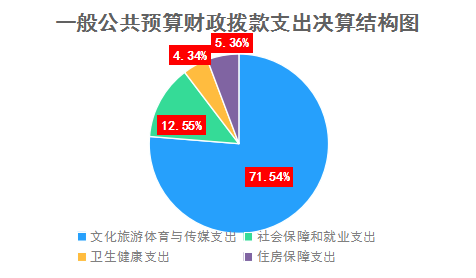 一般公共预算财政拨款支出决算结构图
5.36%
4.34%
12.55%
71.54%
文化旅游体育与传媒支出 社会保障和就业支出
卫生健康支出 住房保障支出